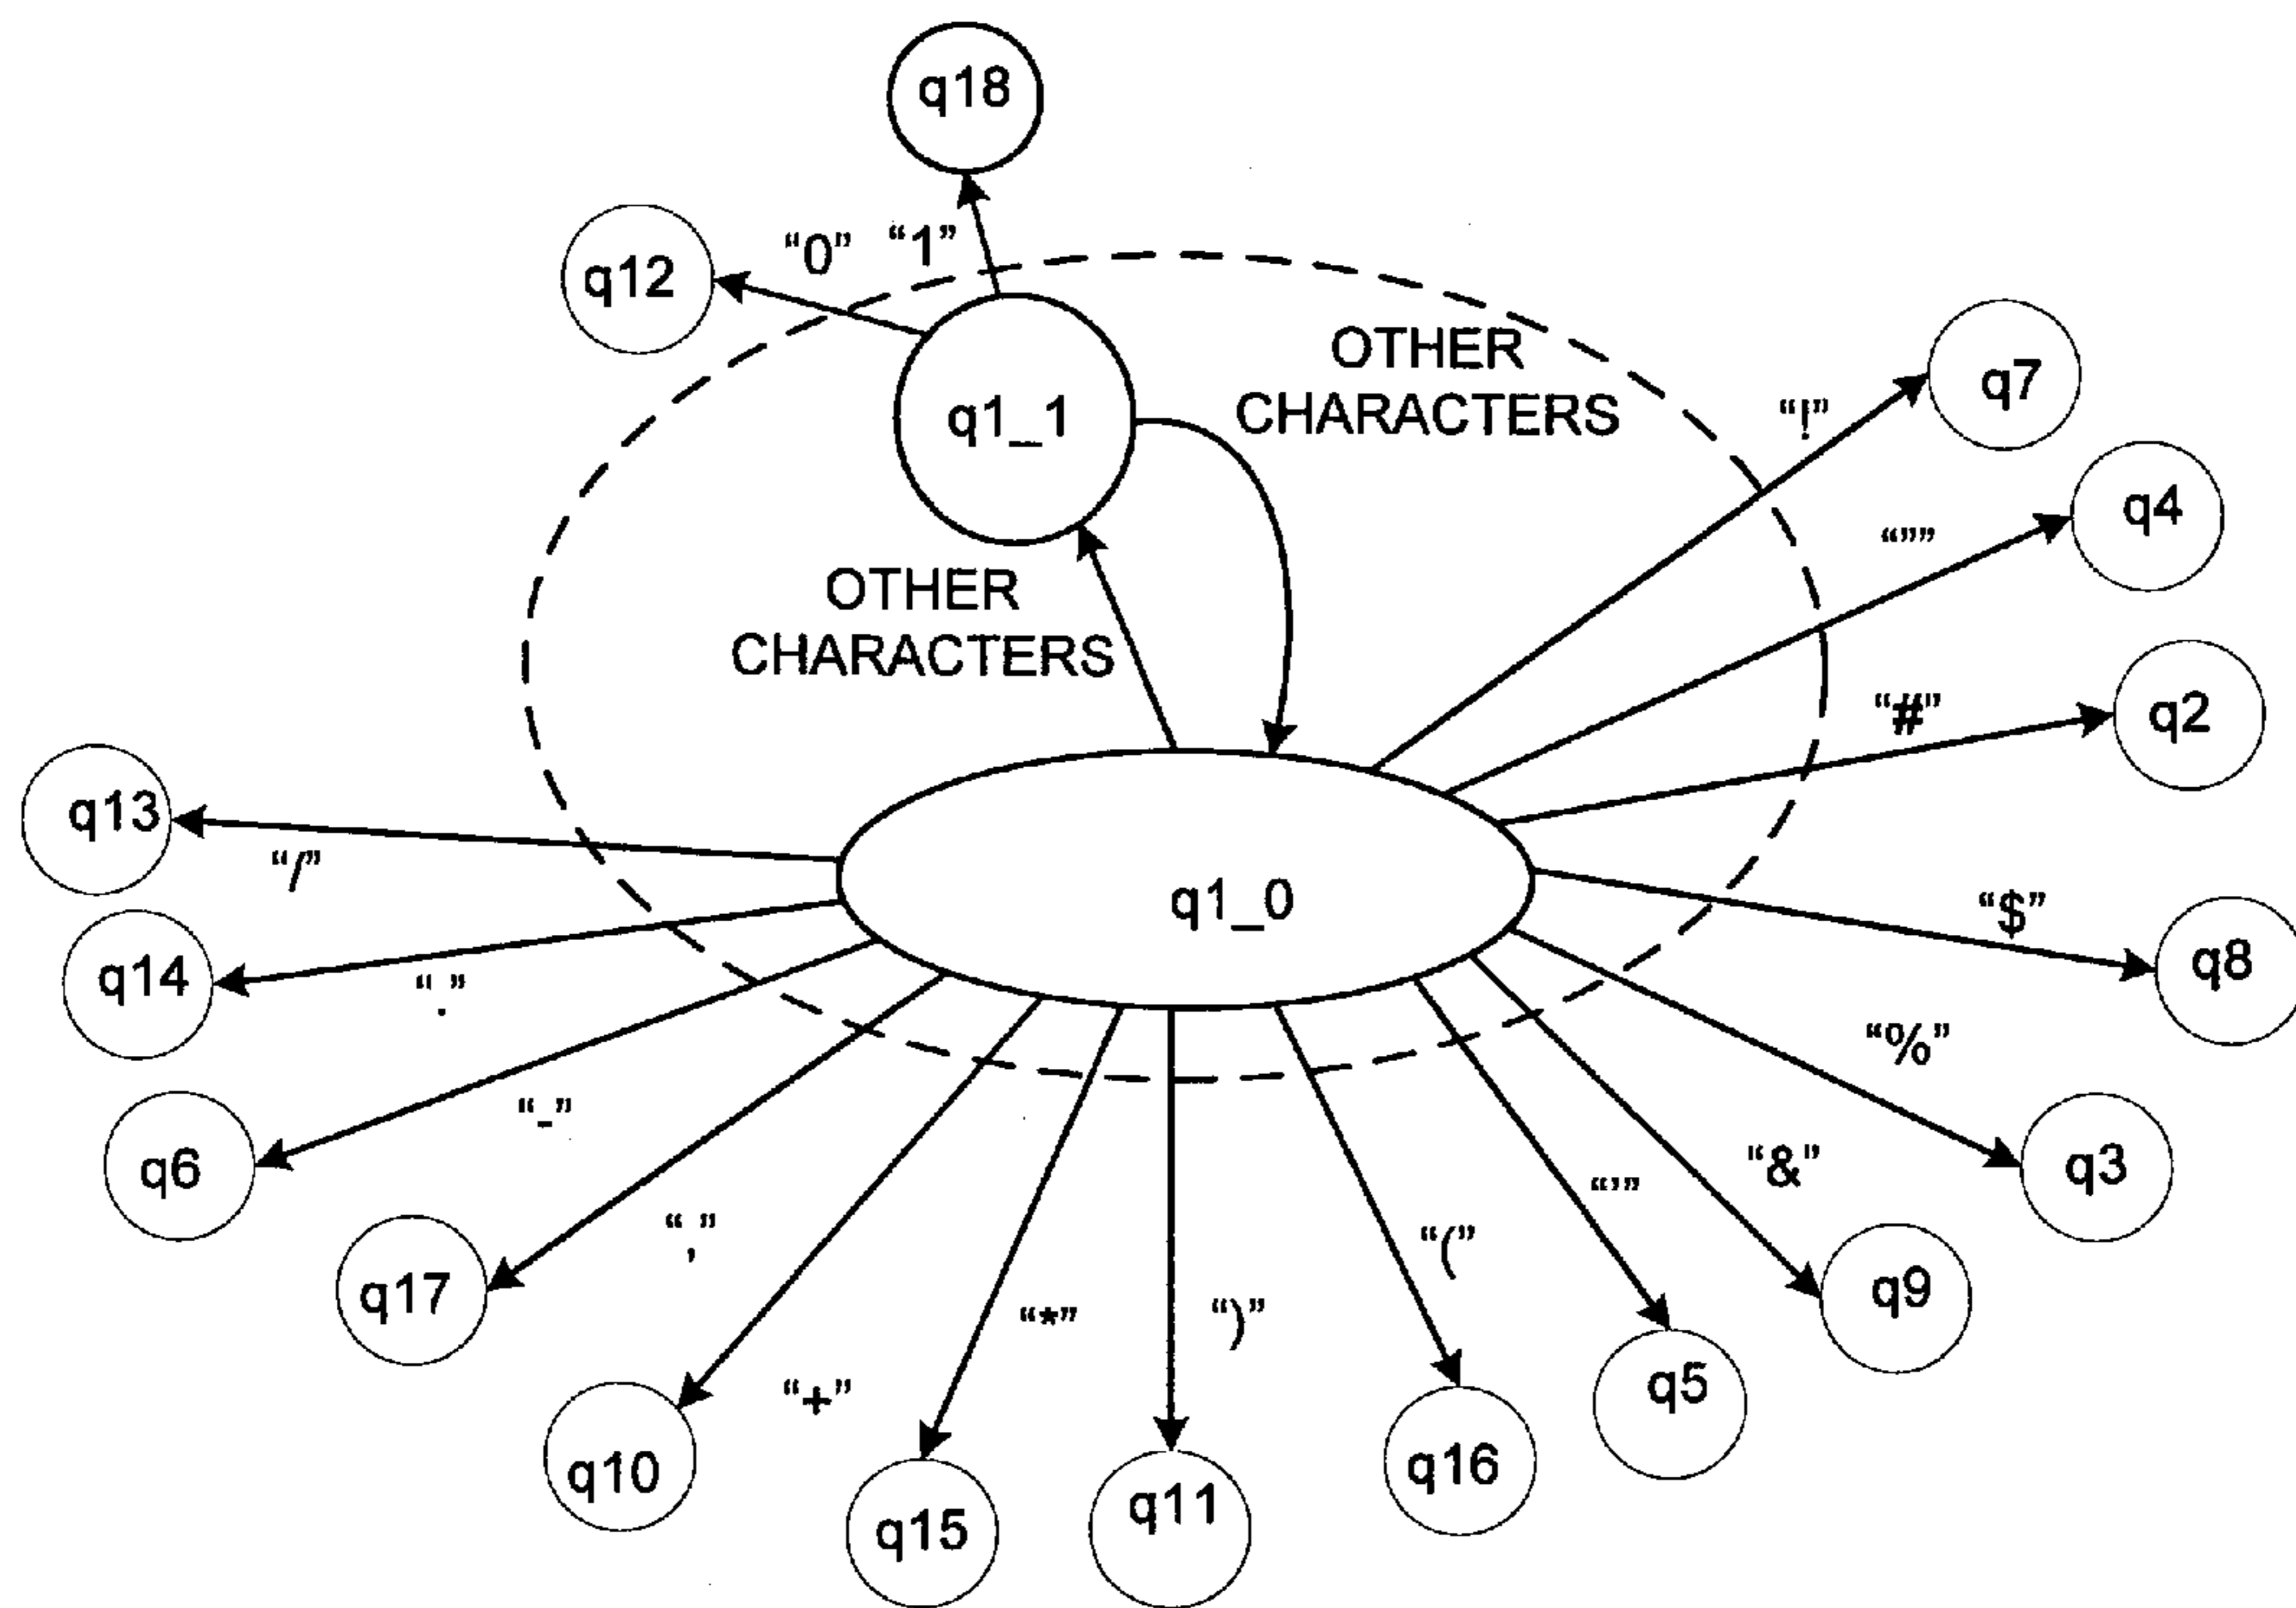 q18
“0” “1”
q12
q1_1
OTHER
CHARACTERS
“!”
q7
“””
q4
OTHER
CHARACTERS
“#”
q2
q13
“/”
q1_0
“$”
q8
q14
“.”
“%”
q3
“-”
q6
“&”
q9
“,”
q17
“’”
q5
“(”
q16
“)”
q11
“*”
q15
“+”
q10